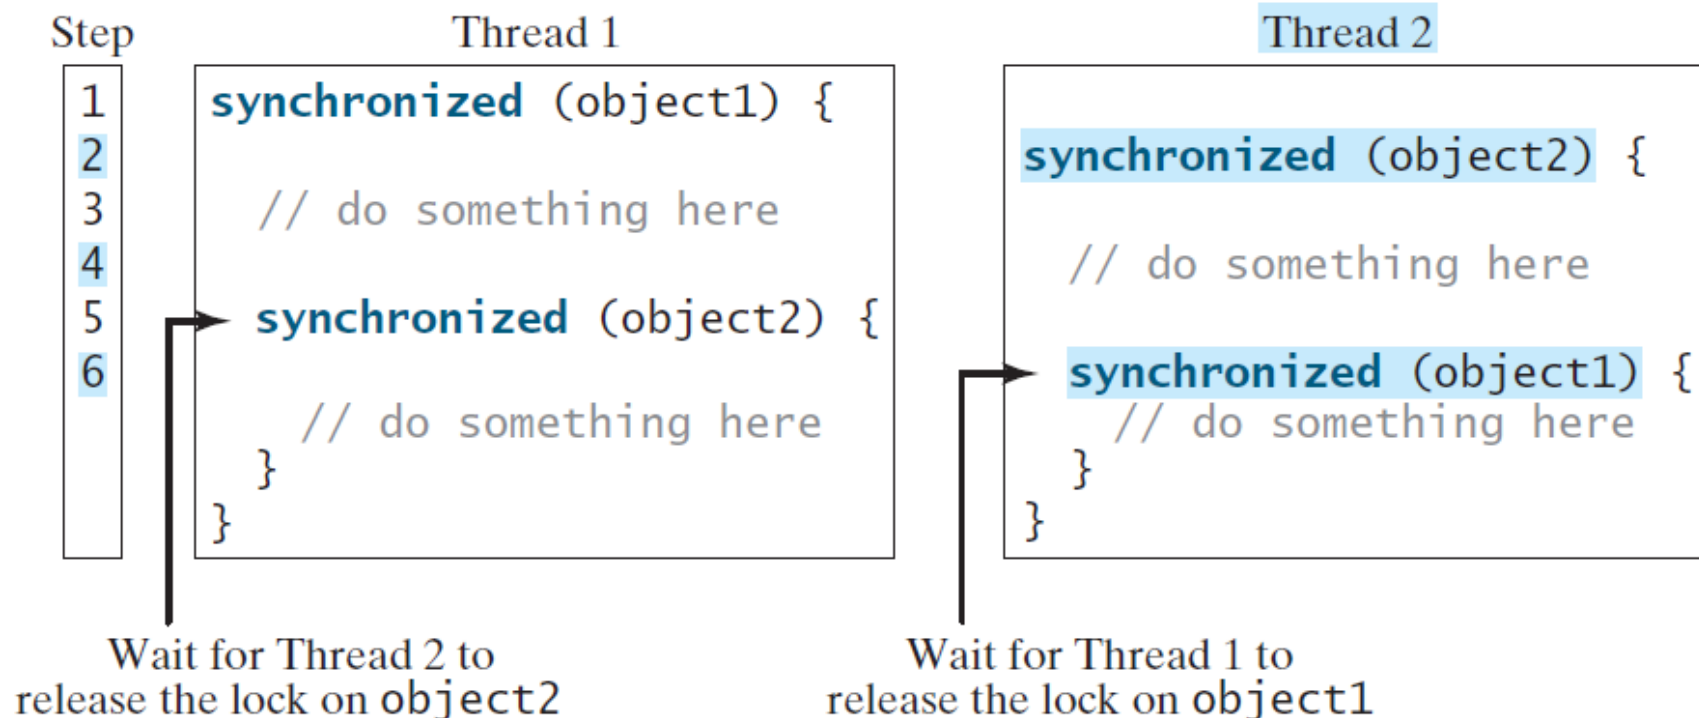 Step Thread 1 Thread 2
1 synchronized (object1) {
2 synchronized (object2) {
3 // do something here
4 // do something here
5 synchronized (object2) {
6 synchronized (object1) {
// do something here // do something here
} }
} }
Wait for Thread 2 to Wait for Thread 1 to
release the lock on object2 release the lock on object1